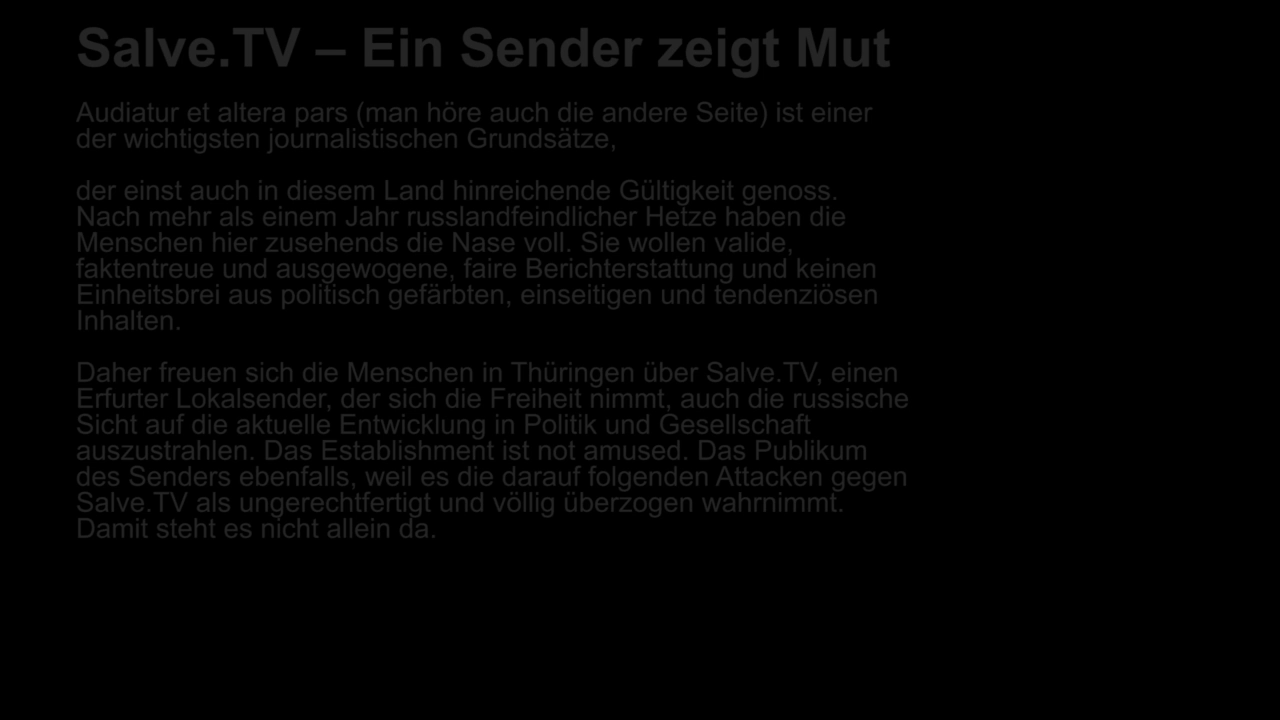 Salve.TV – Ein Sender zeigt Mut
Audiatur et altera pars (man höre auch die andere Seite) ist einer
der wichtigsten journalistischen Grundsätze,
der einst auch in diesem Land hinreichende Gültigkeit genoss.
Nach mehr als einem Jahr russlandfeindlicher Hetze haben die
Menschen hier zusehends die Nase voll. Sie wollen valide,
faktentreue und ausgewogene, faire Berichterstattung und keinen
Einheitsbrei aus politisch gefärbten, einseitigen und tendenziösen
Inhalten.
Daher freuen sich die Menschen in Thüringen über Salve.TV, einen
Erfurter Lokalsender, der sich die Freiheit nimmt, auch die russische
Sicht auf die aktuelle Entwicklung in Politik und Gesellschaft
auszustrahlen. Das Establishment ist not amused. Das Publikum
des Senders ebenfalls, weil es die darauf folgenden Attacken gegen
Salve.TV als ungerechtfertigt und völlig überzogen wahrnimmt.
Damit steht es nicht allein da.